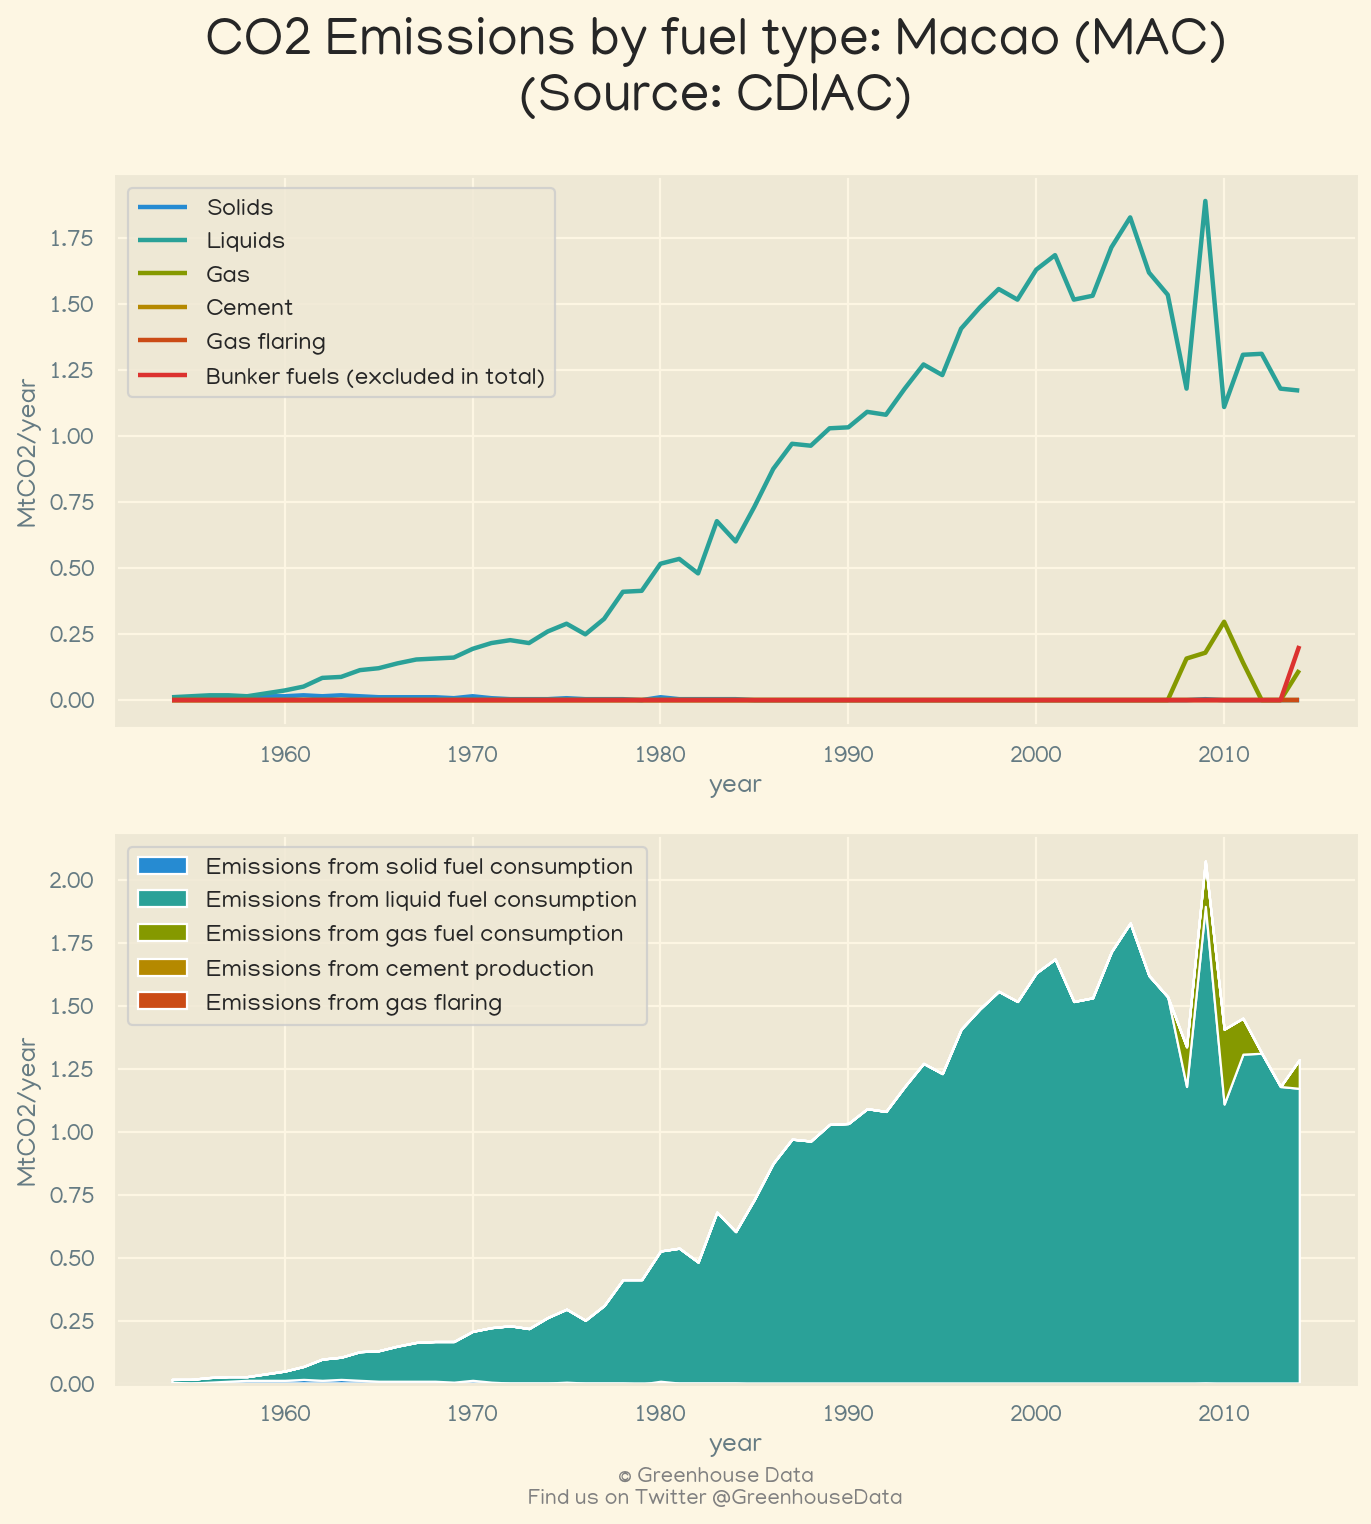 CO2 Emissions by fuel type: Macao (MAC)
(Source: CDIAC)
Solids
Liquids
Gas
Cement
Gas flaring
Bunker fuels (excluded in total)
MtCO2/year
1.75
1.50
1.25
1.00
0.75
0.50
0.25
0.00
1960 1970 1980 1990 2000 2010
year
Emissions from solid fuel consumption
Emissions from liquid fuel consumption
Emissions from gas fuel consumption
Emissions from cement production
Emissions from gas flaring
MtCO2/year
2.00
1.75
1.50
1.25
1.00
0.75
0.50
0.25
0.00
1960 1970 1980 1990 2000 2010
year
© Greenhouse Data
Find us on Twitter @GreenhouseData